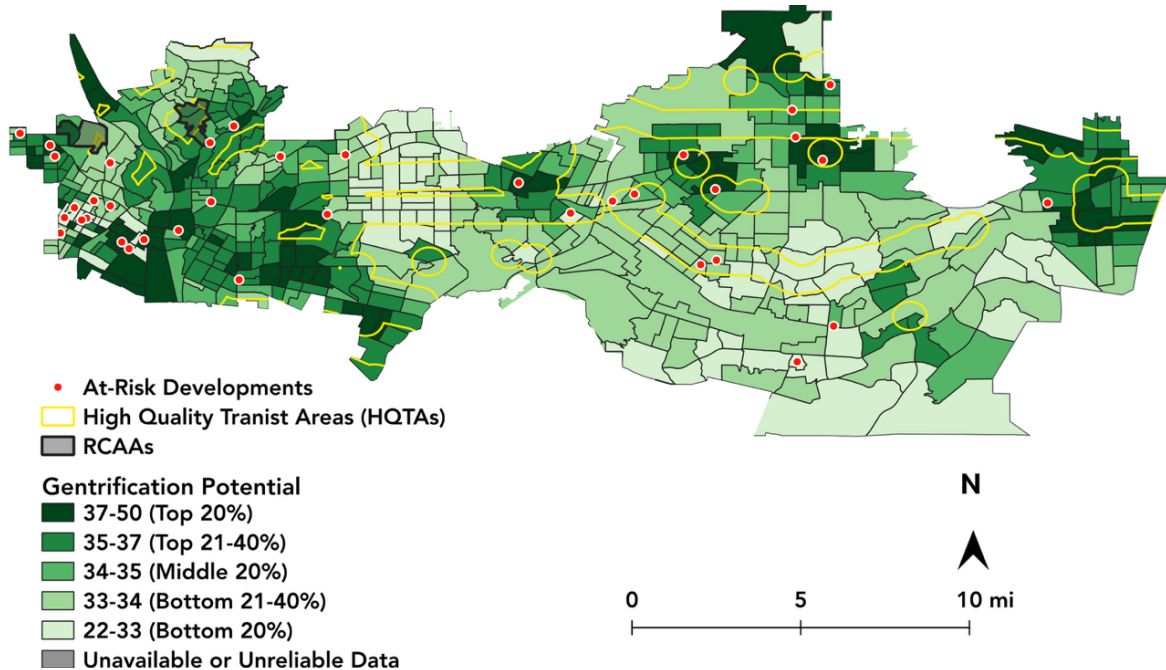 At-Risk Developments
High Quality Tranist Areas (HQTAs)
RCAAs
Gentrification Potential
37-50 (Top 20%)
35-37 (Top 21-40%)
34-35 (Middle 20%)
33-34 (Bottom 21-40%)
22-33 (Bottom 20%)
Unavailable or Unreliable Data
N
0 5 10 mi